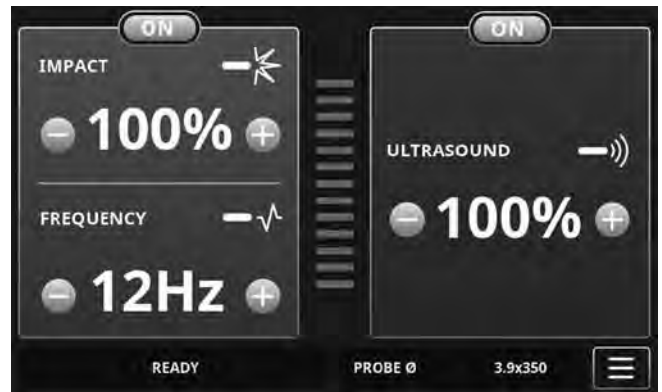 ON
IMPACT
100%
FREQUENCY
12Hz
ON
ULTRASOUND
100%
READY
PROBE Ø 3.9x350